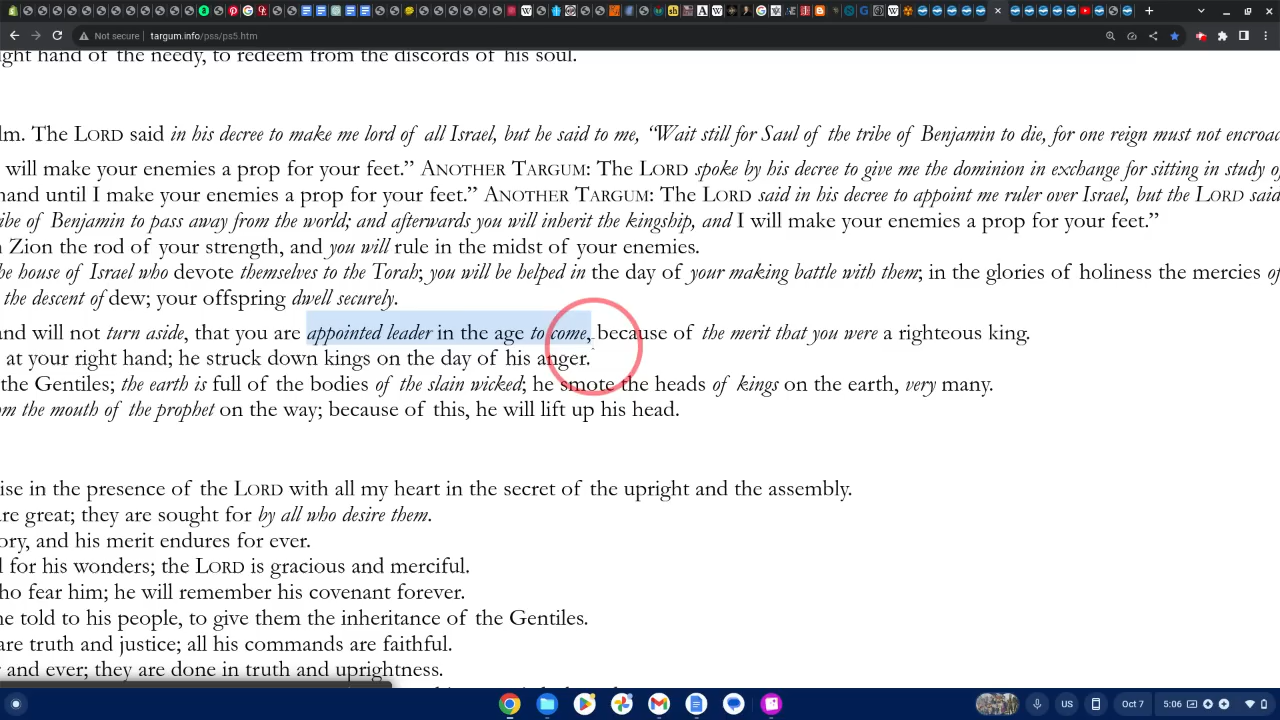 Not secure | targum.info/pss/ps5.htm
ght hand of the needy, to redeem from the discords of his soul.
lm. The LORD said in his decree to make me lord of all Israel, but he said to me, “Wait still for Saul of the tribe of Benjamin to die, for one reign must not encroac
will make your enemies a prop for your feet.” ANOTHER TARGUM: The LORD spoke by his decree to give me the dominion in exchange for sitting in study of
hand until I make your enemies a prop for your feet.” ANOTHER TARGUM: The LORD said in his decree to appoint me ruler over Israel, but the LORD said
ibe of Benjamin to pass away from the world; and afterwards you will inherit the kingship, and I will make your enemies a prop for your feet.”
Zion the rod of your strength, and you will rule in the midst of your enemies.
he house of Israel who devote themselves to the Torah; you will be helped in the day of your making battle with them; in the glories of holiness the mercies of
the descent of dew; your offspring dwell securely.
and will not turn aside, that you are appointed leader in the age to come, because of the merit that you were a righteous king.
at your right hand; he struck down kings on the day of his anger.
the Gentiles; the earth is full of the bodies of the slain wicked; he smote the heads of kings on the earth, very many.
om the mouth of the prophet on the way; because of this, he will lift up his head.
ise in the presence of the LORD with all my heart in the secret of the upright and the assembly.
are great; they are sought for by all who desire them.
ory, and his merit endures for ever.
d for his wonders; the LORD is gracious and merciful.
ho fear him; he will remember his covenant forever.
he told to his people, to give them the inheritance of the Gentiles.
are truth and justice; all his commands are faithful.
r and ever; they are done in truth and uprightness.
US
Oct 7
5:06